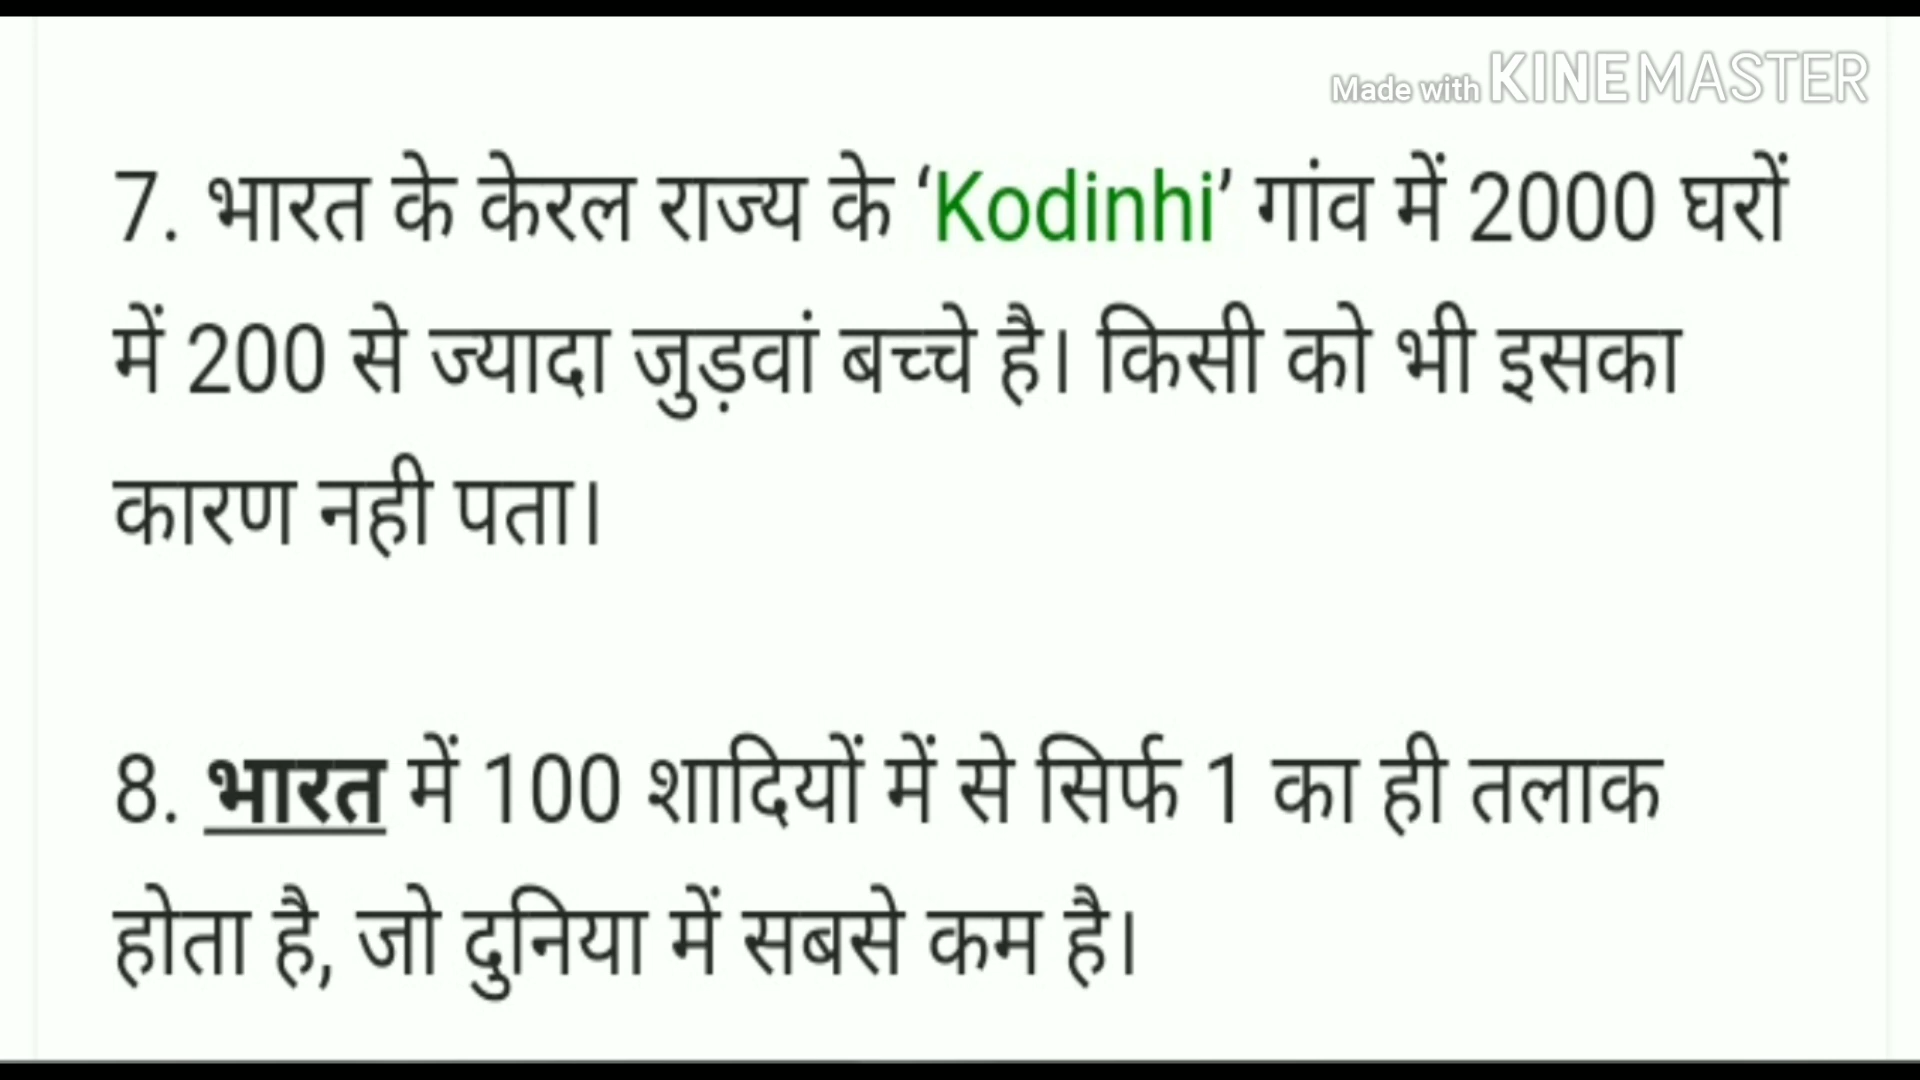 Made with KINEMASTER
7. भारत के केरल राज्य के ‘Kodinhi’ गांव में 2000 घरों
में 200 से ज्यादा जुड़वां बच्चे है। किसी को भी इसका
कारण नही पता।
8. भारत में 100 शादियों में से सिर्फ 1 का ही तलाक
होता है, जो दुनिया में सबसे कम है।